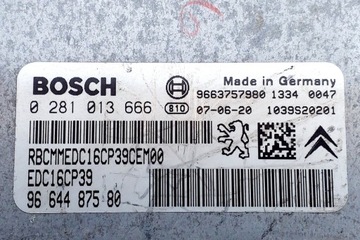 BOSCH
Made in Germany
9663757980 1334 0047
0 281 013 666
810 07-06-20 1039S20201
RBCMMEDC16CP39CEM00
EDC16CP39
96 644 875 80